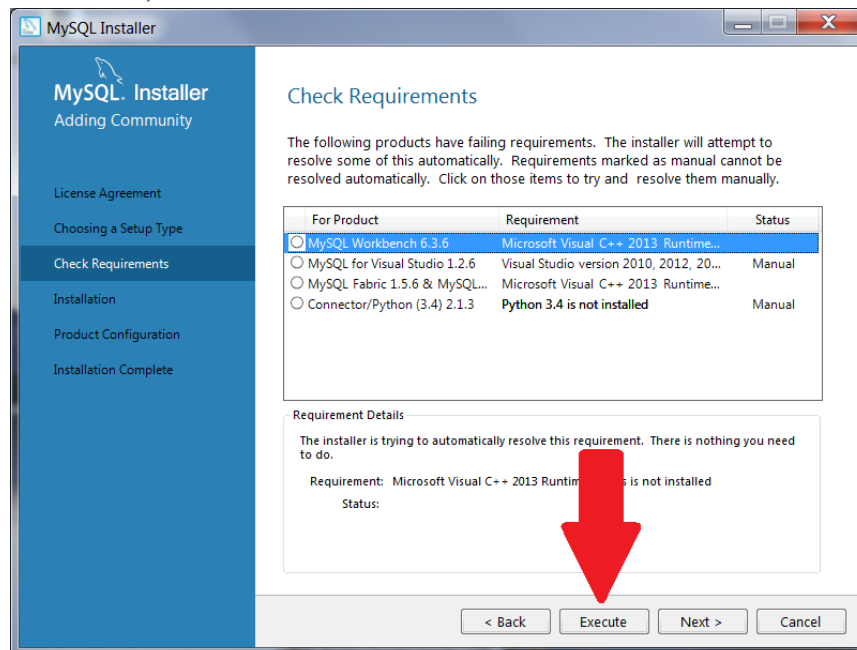 MySQL Installer
MySQL. Installer
Adding Community
License Agreement
Choosing a Setup Type
Check Requirements
Installation
Product Configuration
Installation Complete
Check Requirements
The following products have failing requirements. The installer will attempt to
resolve some of this automatically. Requirements marked as manual cannot be
resolved automatically. Click on those items to try and resolve them manually.
For Product Requirement Status
MySQL Workbench 6.3.6 Microsoft Visual C++ 2013 Runtime...
MySQL for Visual Studio 1.2.6 Visual Studio version 2010, 2012, 20... Manual
MySQL Fabric 1.5.6 & MySQL... Microsoft Visual C++ 2013 Runtime...
Connector/Python (3.4) 2.1.3 Python 3.4 is not installed Manual
Requirement Details
The installer is trying to automatically resolve this requirement. There is nothing you need
to do.
Requirement: Microsoft Visual C++ 2013 is not installed
Status:
< Back Execute Next > Cancel